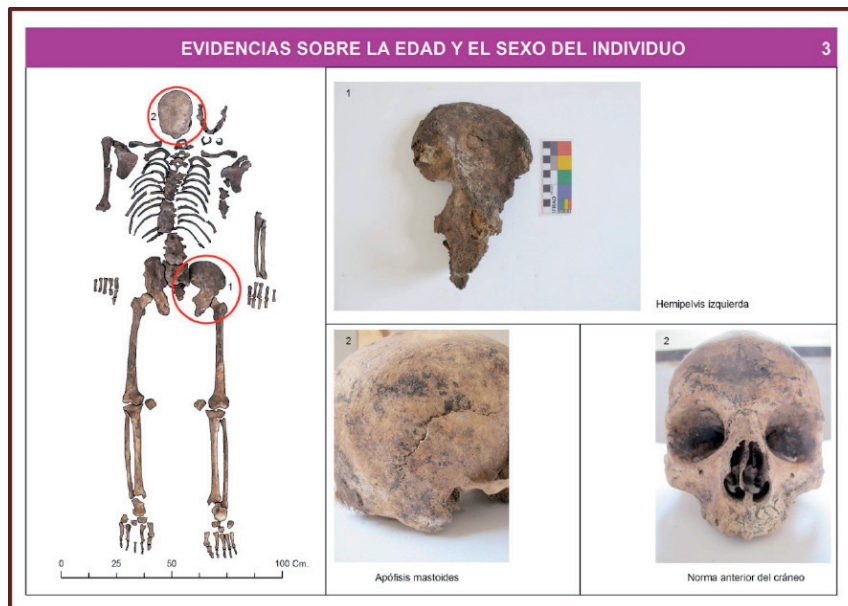 EVIDENCIAS SOBRE LA EDAD Y EL SEXO DEL INDIVIDUO 3
2
1
0 25 50 100 Cm.
1
Hemipelvis izquierda
2
Apófisis mastoides
2
Norma anterior del cráneo